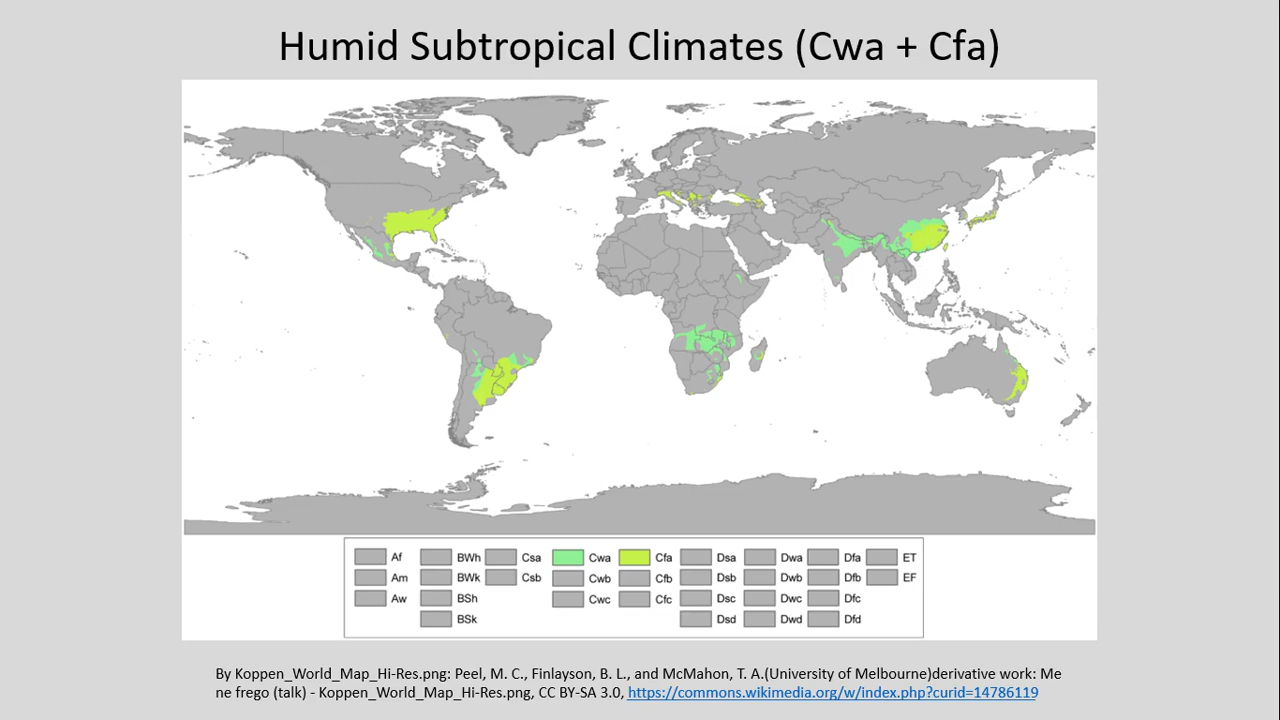 Humid Subtropical Climates (Cwa + Cfa)
Af BWh Csa Cwa Cfa Dsa Dwa Dfa ET
Am BWk Csb Cwb Cfb Dsb Dwb Dfb EF
Aw BSh Cwc Cfc Dsc Dwc Dfc
BSk Dsd Dwd Dfd
By Koppen_World_Map_Hi-Res.png: Peel, M. C., Finlayson, B. L., and McMahon, T. A.(University of Melbourne)derivative work: Me
ne frego (talk) - Koppen_World_Map_Hi-Res.png, CC BY-SA 3.0, https://commons.wikimedia.org/w/index.php?curid=14786119